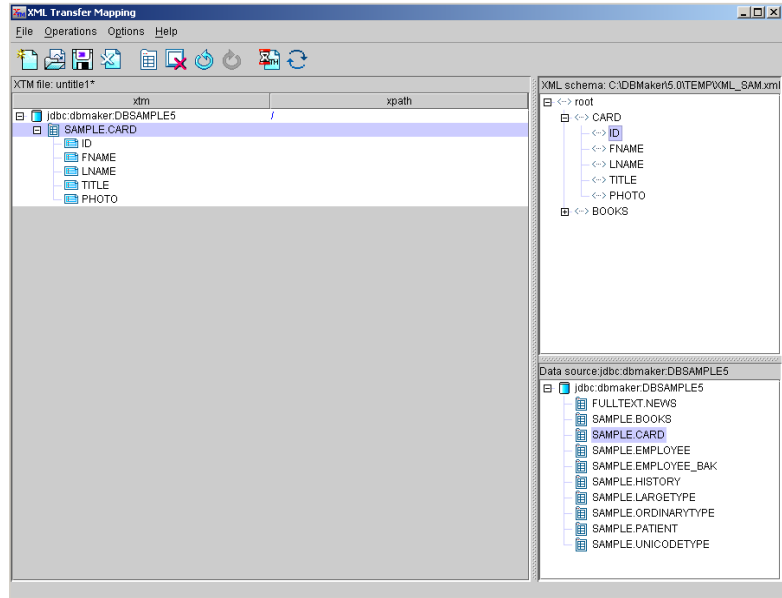 XML Transfer Mapping
File Operations Options Help
XTM file: untitle1*
xtm xpath
jdbc:dbmaker:DBSAMPLE5 /
SAMPLE.CARD
ID
FNAME
LNAME
TITLE
PHOTO
XML schema: C:\DBMaker\5.0\TEMP\XML_SAM.xml
root
CARD
ID
FNAME
LNAME
TITLE
PHOTO
BOOKS
Data source:jdbc:dbmaker:DBSAMPLE5
jdbc:dbmaker:DBSAMPLE5
FULLTEXT.NEWS
SAMPLE.BOOKS
SAMPLE.CARD
SAMPLE.EMPLOYEE
SAMPLE.EMPLOYEE_BAK
SAMPLE.HISTORY
SAMPLE.LARGETYPE
SAMPLE.ORDINARYTYPE
SAMPLE.PATIENT
SAMPLE.UNICODETYPE